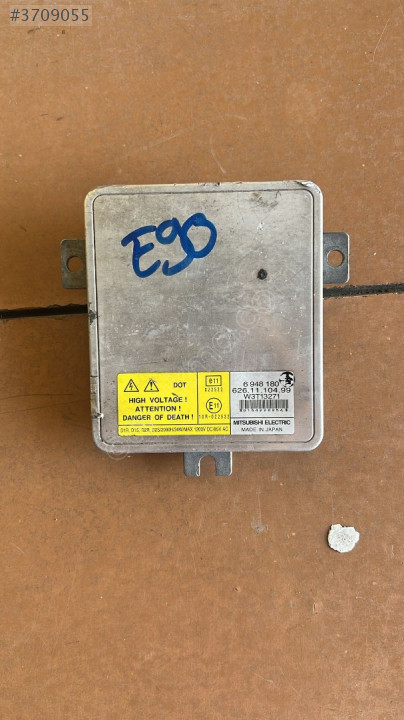 #3709055
E90
DOT
HIGH VOLTAGE !
ATTENTION !
DANGER OF DEATH !
011
E11
6 948 180
626.11.104.99
W3T13271
MITSUBISHI ELECTRIC
MADE IN JAPAN